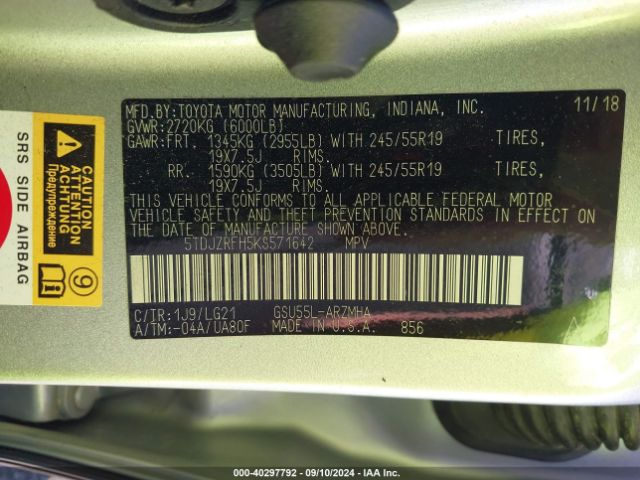 MFD.BY:TOYOTA MOTOR MANUFACTURING, INDIANA, INC. 11/18
GVWR:2720KG (6000LB)
GAWR:FRT. 1345KG (2955LB) WITH 245/55R19 TIRES,
19X7.5J RIMS.
RR. 1590KG (3505LB) WITH 245/55R19 TIRES,
19X7.5J RIMS.
THIS VEHICLE CONFORMS TO ALL APPLICABLE FEDERAL MOTOR
VEHICLE SAFETY AND THEFT PREVENTION STANDARDS IN EFFECT ON
THE DATE OF MANUFACTURE SHOWN ABOVE.
5TDJZRFH5KS571642 MPV
C/TR:1J9/LG21 GSU55L-ARZMHA
A/TM:-04A/UA80F MADE IN U.S.A. 856
SRS SIDE AIRBAG
CAUTION
ATTENTION
ACHTUNG
Предупреждение
9
000-40297792 - 09/10/2024 - IAA Inc.